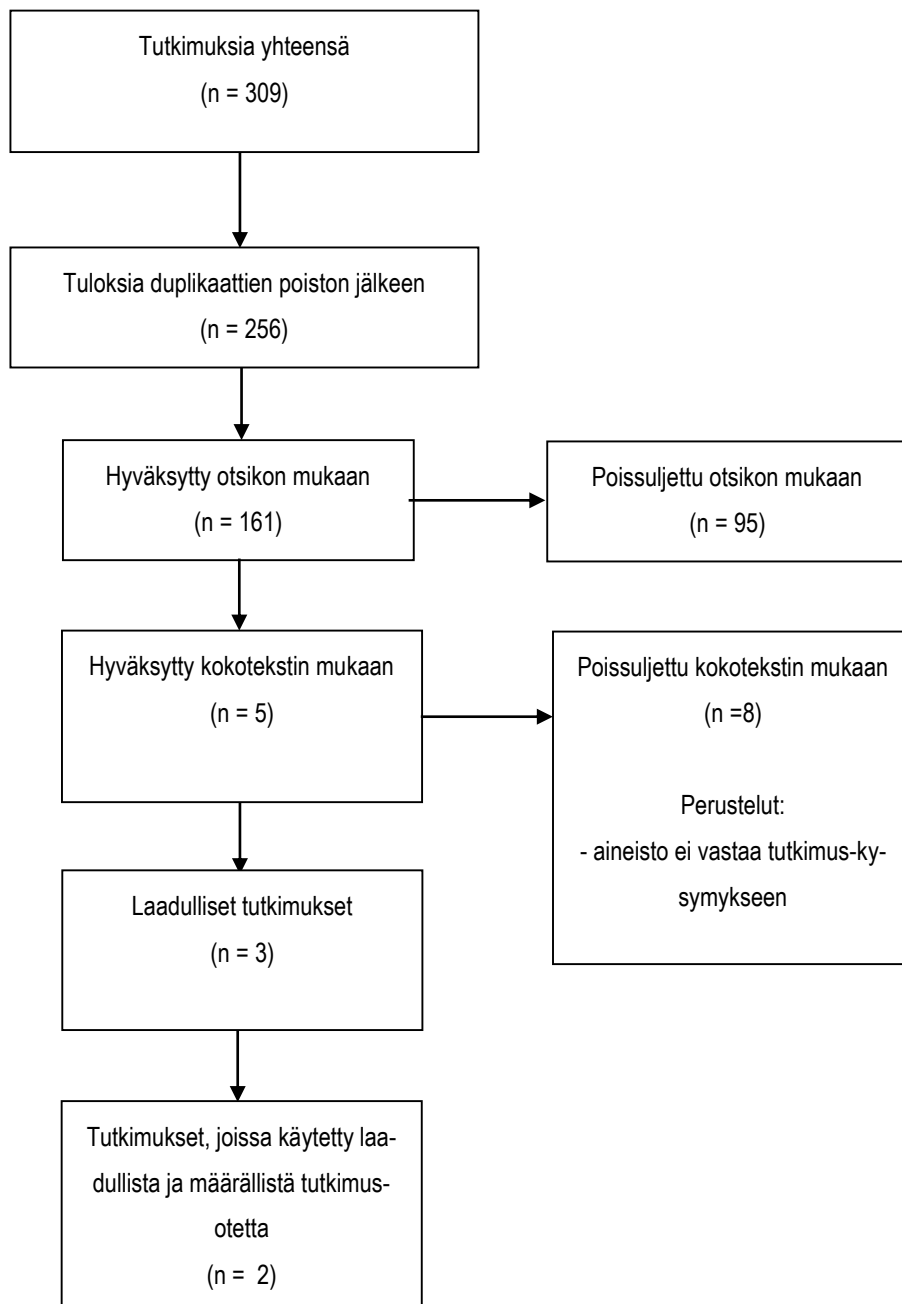 Tutkimuksia yhteensä
(n = 309)
Tuloksia duplikaattien poiston jälkeen
(n = 256)
Hyväksytty otsikon mukaan
(n = 161)
Poissuljettu otsikon mukaan
(n = 95)
Hyväksytty kokotekstin mukaan
(n = 5)
Poissuljettu kokotekstin mukaan
(n =8)
Perustelut:
- aineisto ei vastaa tutkimus-ky-
symykseen
Laadulliset tutkimukset
(n = 3)
Tutkimukset, joissa käytetty laa-
dullista ja määrällistä tutkimus-
otetta
(n =  2)